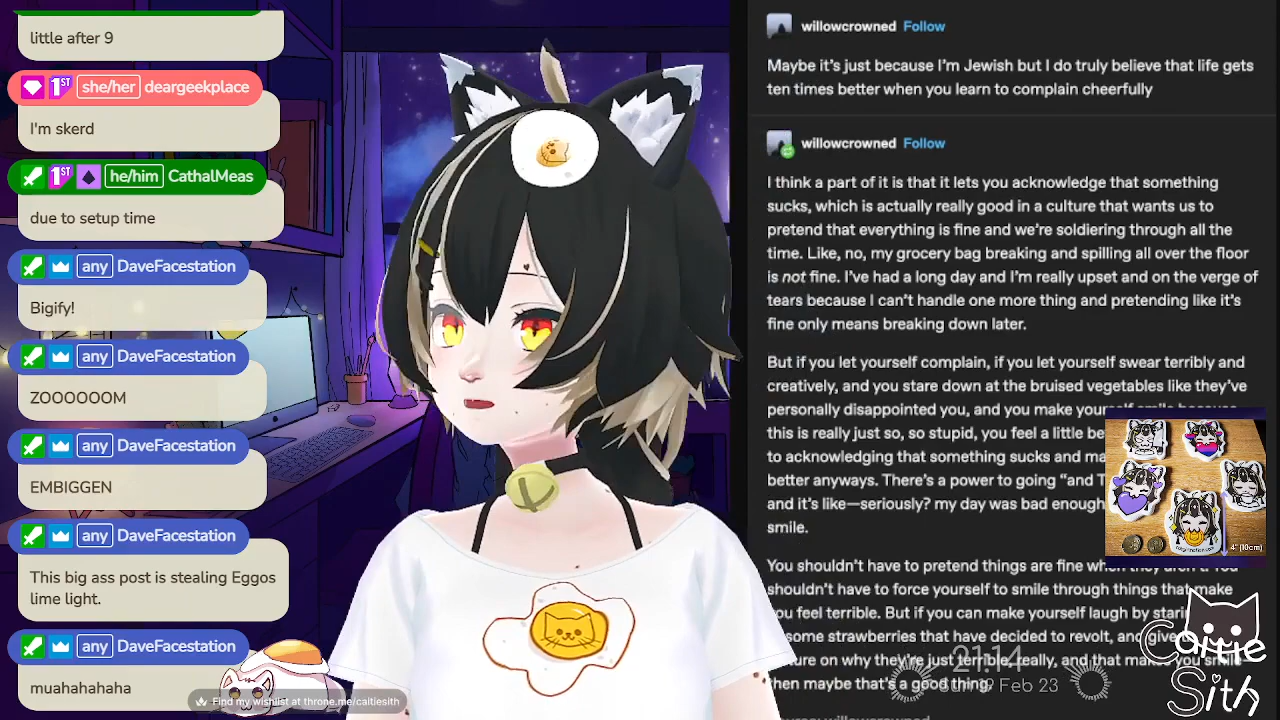 little after 9
1ST she/her deargeekplace
I'm skerd
1ST he/him CathalMeas
due to setup time
any DaveFacestation
Bigify!
any DaveFacestation
ZOOOOOOM
any DaveFacestation
EMBIGGEN
any DaveFacestation
This big ass post is stealing Eggos
lime light.
any DaveFacestation
muahahahaha
Find my wishlist at throne.me/caitiesith
willowcrowned Follow
Maybe it's just because I'm Jewish but I do truly believe that life gets
ten times better when you learn to complain cheerfully
willowcrowned Follow
I think a part of it is that it lets you acknowledge that something
sucks, which is actually really good in a culture that wants us to
pretend that everything is fine and we're soldiering through all the
time. Like, no, my grocery bag breaking and spilling all over the floor
is not fine. I've had a long day and I'm really upset and on the verge of
tears because I can't handle one more thing and pretending like it's
fine only means breaking down later.
But if you let yourself complain, if you let yourself swear terribly and
creatively, and you stare down at the bruised vegetables like they've
personally disappointed you, and you make yourself smile because
this is really just so, so stupid, you feel a little be
to acknowledging that something sucks and ma
better anyways. There's a power to going "and T
and it's like—seriously? my day was bad enough
smile.
You shouldn't have to pretend things are fine when they aren't. You
shouldn't have to force yourself to smile through things that make
you feel terrible. But if you can make yourself laugh by starin
some strawberries that have decided to revolt, and give
ture on why they're just terrible, really, and that mak you smile
then maybe that's a good thing.
4" (10cm)
21:14
Sun 9. Feb 23
Caitie
Sith